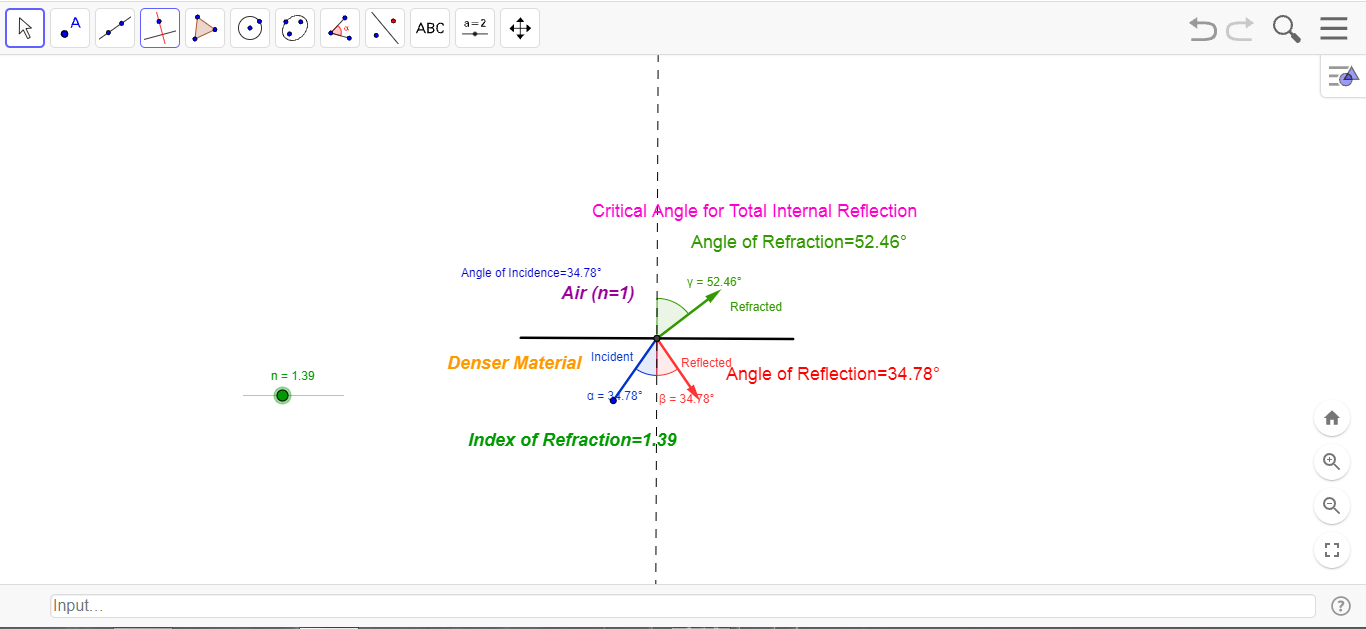 A
α
ABC
a=2
Critical Angle for Total Internal Reflection
Angle of Refraction=52.46°
Angle of Incidence=34.78°
γ = 52.46°
Air (n=1)
Refracted
Incident
Denser Material
Reflected
Angle of Reflection=34.78°
n = 1.39
α = 34.78°
β = 34.78°
Index of Refraction=1.39
Input...
?